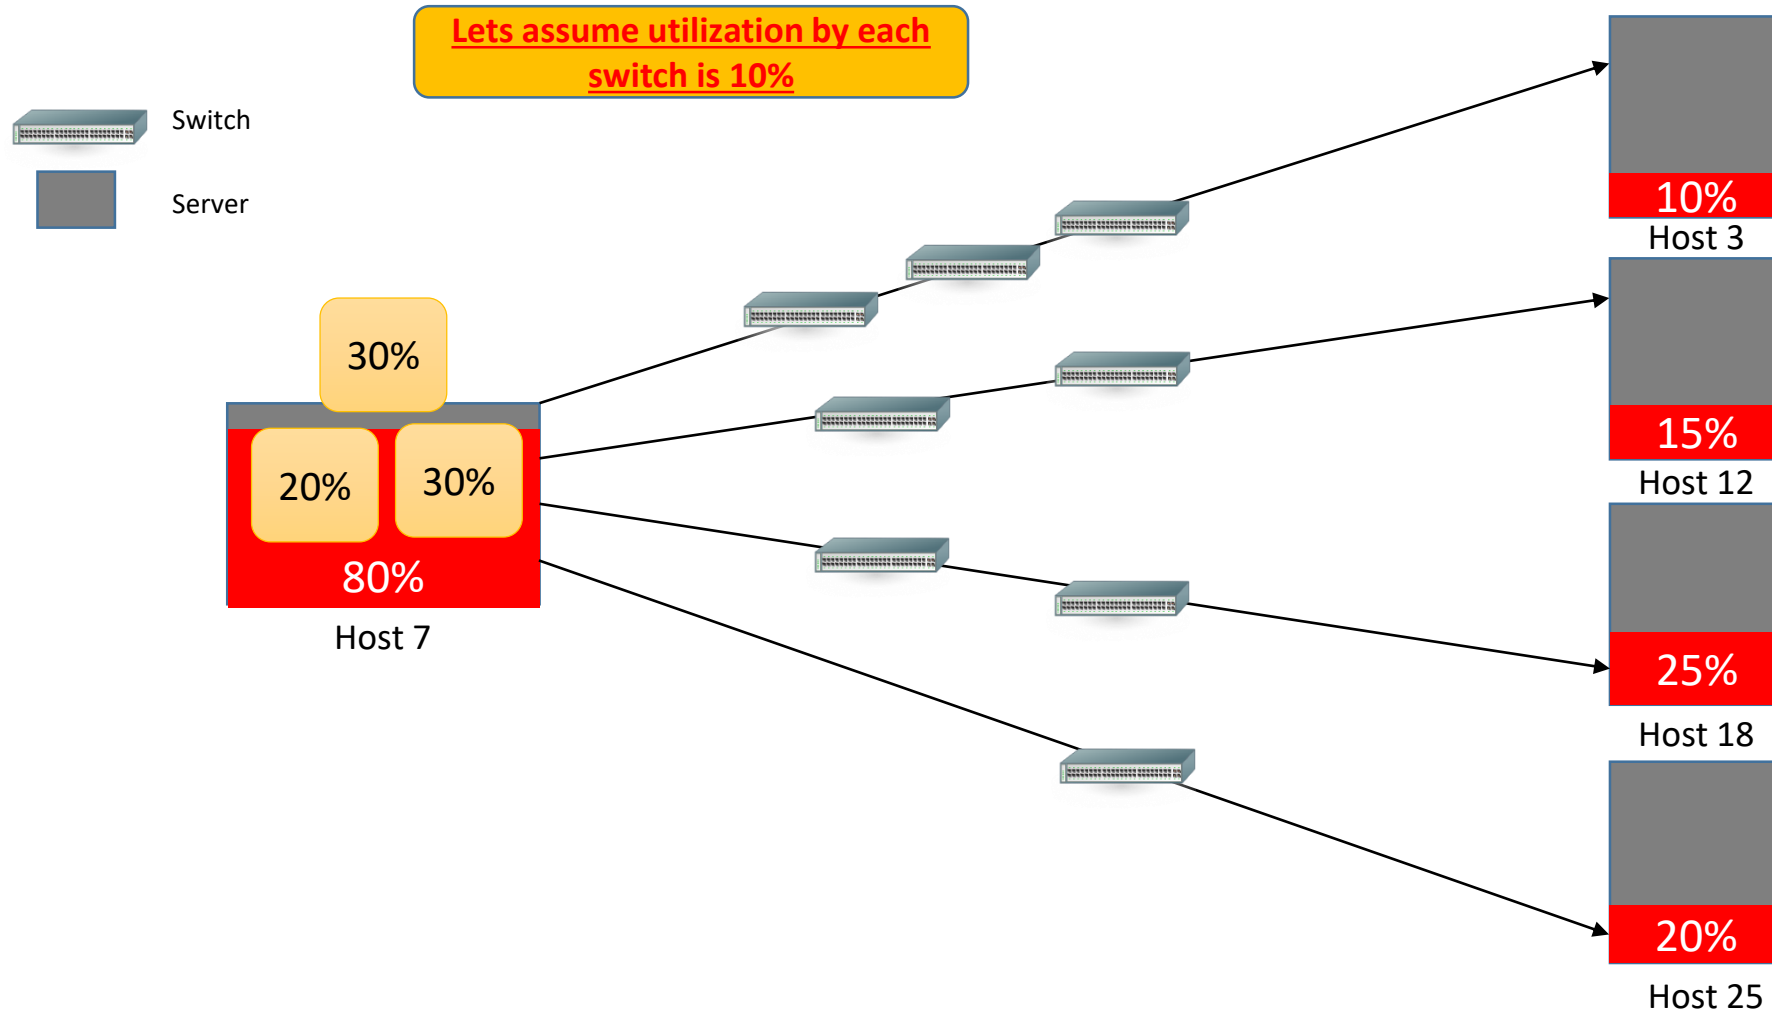 Lets assume utilization by each
switch is 10%
Switch
Server
10%
Host 3
30%
15%
Host 12
20%
30%
80%
Host 7
25%
Host 18
20%
Host 25